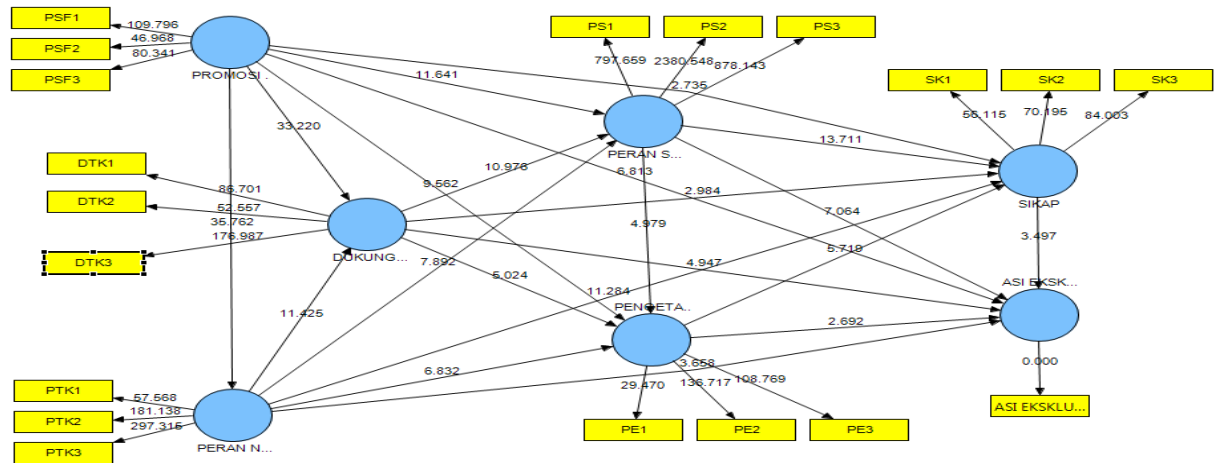 PSF1
109.796
PSF2
46.968
PSF3
80.341
PROMOSI .
PS1
PS2
PS3
797.659
2380.548
878.143
SK1
SK2
SK3
55.115
70.195
84.003
11.641
2.735
33.220
PERAN S...
13.711
DTK1
86.701
DTK2
52.557
35.762
176.987
DTK3
DUKUNG...
10.976
9.562
6.813
2.984
SIKAP
7.064
4.979
3.497
7.892
5.024
4.947
5.719
11.425
11.284
PENGETA..
ASI EKSK...
2.692
0.000
6.832
3.658
29.470
136.717
108.769
PTK1
57.568
PTK2
181.138
PTK3
297.315
PERAN N...
PE1
PE2
PE3
ASI EKSKLU...